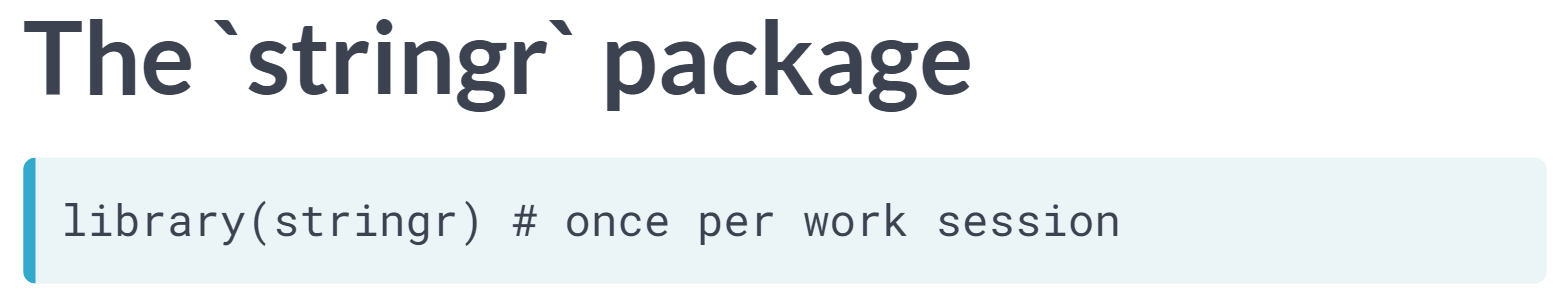 The `stringr` package
library(stringr) # once per work session